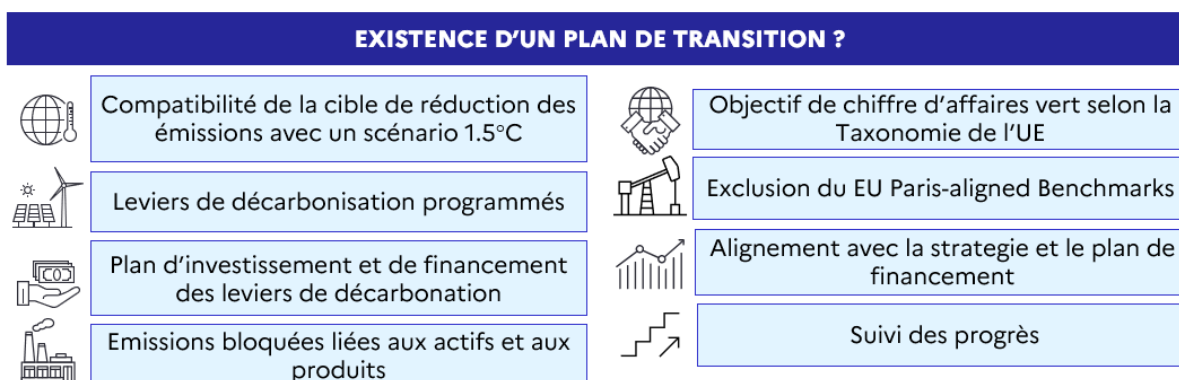 EXISTENCE D'UN PLAN DE TRANSITION ?
Compatibilité de la cible de réduction des
émissions avec un scénario 1.5°C
Leviers de décarbonisation programmés
Plan d'investissement et de financement
des leviers de décarbonation
Emissions bloquées liées aux actifs et aux
produits
Objectif de chiffre d'affaires vert selon la
Taxonomie de l'UE
Exclusion du EU Paris-aligned Benchmarks
Alignement avec la strategie et le plan de
financement
Suivi des progrès